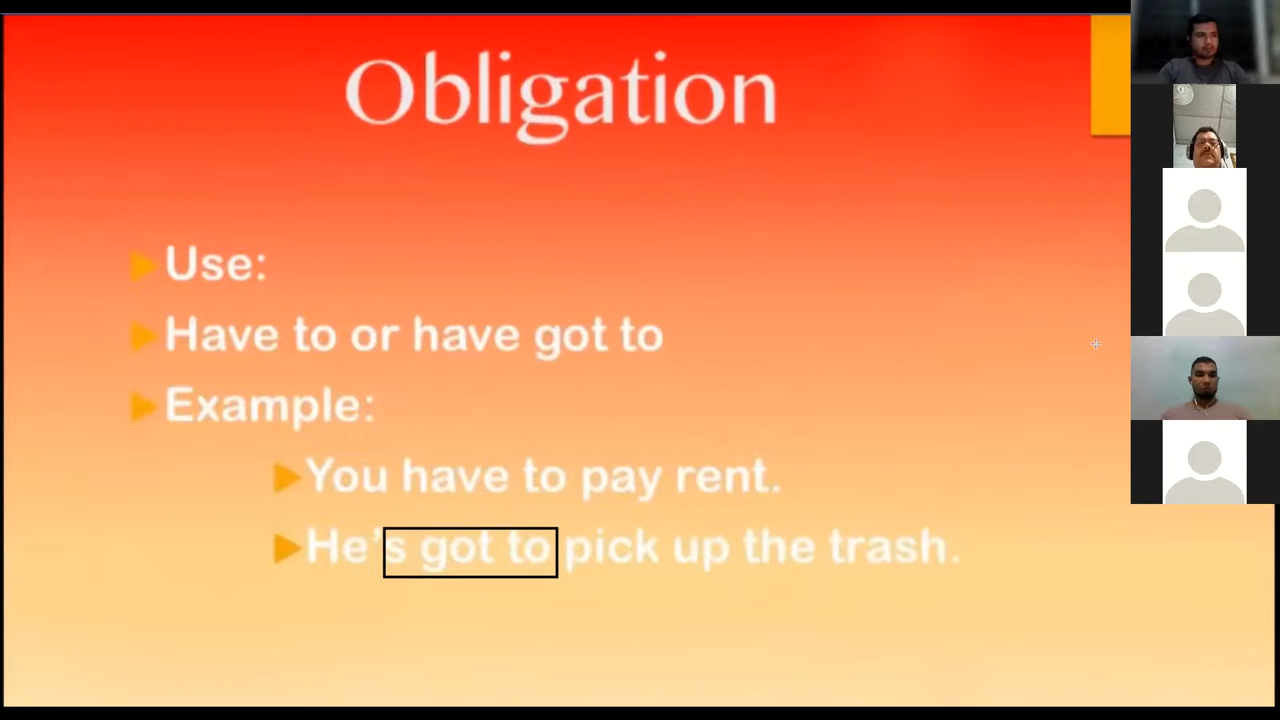 Obligation
Use:
Have to or have got to
Example:
You have to pay rent.
He's got to pick up the trash.